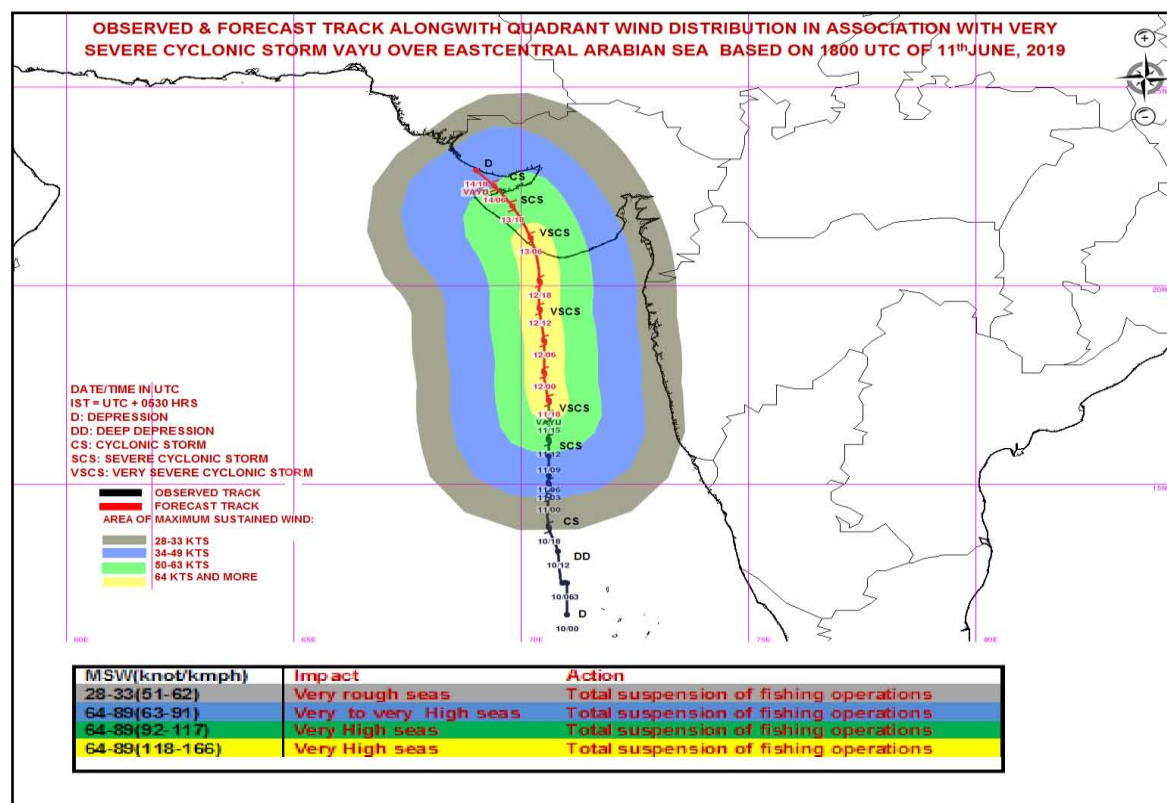 OBSERVED & FORECAST TRACK ALONGWITH QUADRANT WIND DISTRIBUTION IN ASSOCIATION WITH VERY
SEVERE CYCLONIC STORM VAYU OVER EASTCENTRAL ARABIAN SEA BASED ON 1800 UTC OF 11thJUNE, 2019
25N
D
CS
14/18
VAYU
14/06
SCS
13/18
VSCS
13/06
20N
12/18
VSCS
12/12
12/06
12/00
VSCS
11/18
VAYU
11/15
SCS
11/12
11/09
11/06
11/03
11/00
15N
CS
10/18
DD
10/12
10/063
D
10/00
DATE/TIME IN UTC
IST = UTC + 0530 HRS
D: DEPRESSION
DD: DEEP DEPRESSION
CS: CYCLONIC STORM
SCS: SEVERE CYCLONIC STORM
VSCS: VERY SEVERE CYCLONIC STORM
OBSERVED TRACK
FORECAST TRACK
AREA OF MAXIMUM SUSTAINED WIND:
28-33 KTS
34-49 KTS
50-63 KTS
64 KTS AND MORE
60E 65E 70E 75E 80E
MSW(knot/kmph) Impact Action
28-33(51-62) Very rough seas Total suspension of fishing operations
64-89(63-91) Very to very High seas Total suspension of fishing operations
64-89(92-117) Very High seas Total suspension of fishing operations
64-89(118-166) Very High seas Total suspension of fishing operations